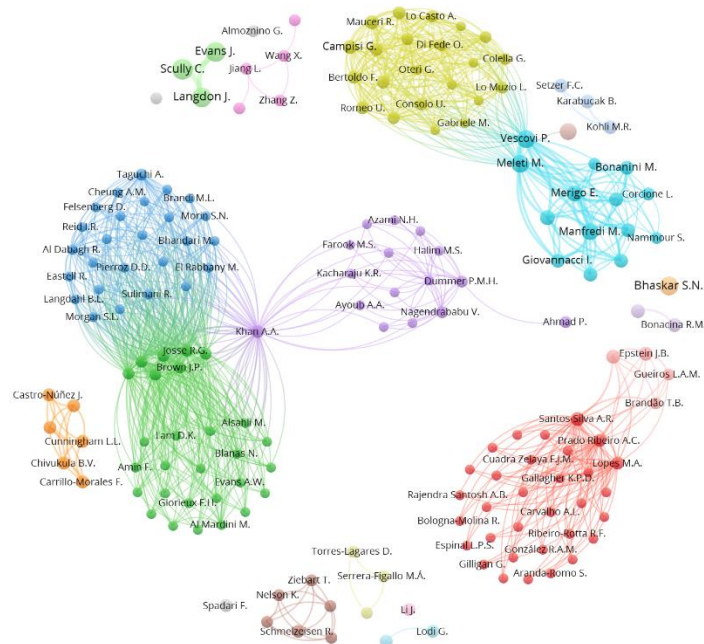 Almoznino G.
Evans J.
Scully C.
Langdon J.
Wang X.
Jiang L.
Zhang Z.
Mauceri R.
Lo Casto A.
Campisi G.
Di Fede O.
Colella G.
Bertoldo F.
Oteri G.
Lo Muzio L.
Romeo U.
Consolo U.
Gabriele M.
Setzer F.C.
Karabucak B.
Kohli M.R.
Vescovi P.
Meleti M.
Bonanini M.
Merigo E.
Corcione L.
Manfredi M.
Nammour S.
Giovannacci I.
Bhaskar S.N.
Bonacina R.M.
Taguchi A.
Cheung A.M.
Brandi M.L.
Felsenberg D.
Morin S.N.
Reid I.R.
Bhandari M.
Al Dabagh R.
Pierroz D.D.
El Rabbany M.
Eastell R.
Langdahl B.L.
Sulimani R.
Morgan S.L.
Azami N.H.
Farook M.S.
Halim M.S.
Kacharaju K.R.
Dummer P.M.H.
Ayoub A.A.
Nagendrababu V.
Khan A.A.
Ahmad P.
Josse R.G.
Brown J.P.
Castro-Núñez J.
Cunningham L.L.
Chivukula B.V.
Carrillo-Morales F.
Alsahli M.
Lam D.K.
Blanas N.
Amin F.
Evans A.W.
Glorieux F.H.
Al Mardini M.
Epstein J.B.
Gueiros L.A.M.
Brandão T.B.
Santos-Silva A.R.
Prado Ribeiro A.C.
Cuadra Zelaya F.J.M.
Lopes M.A.
Gallagher K.P.D.
Rajendra Santosh A.B.
Carvalho A.L.
Bologna-Molina R.
Ribeiro-Rotta R.F.
Espinal L.P.S.
González R.A.M.
Gilligan G.
Aranda-Romo S.
Torres-Lagares D.
Serrera-Figallo M.Á.
Ziebart T.
Nelson K.
Spadari F.
Schmelzeisen R.
Li J.
Lodi G.